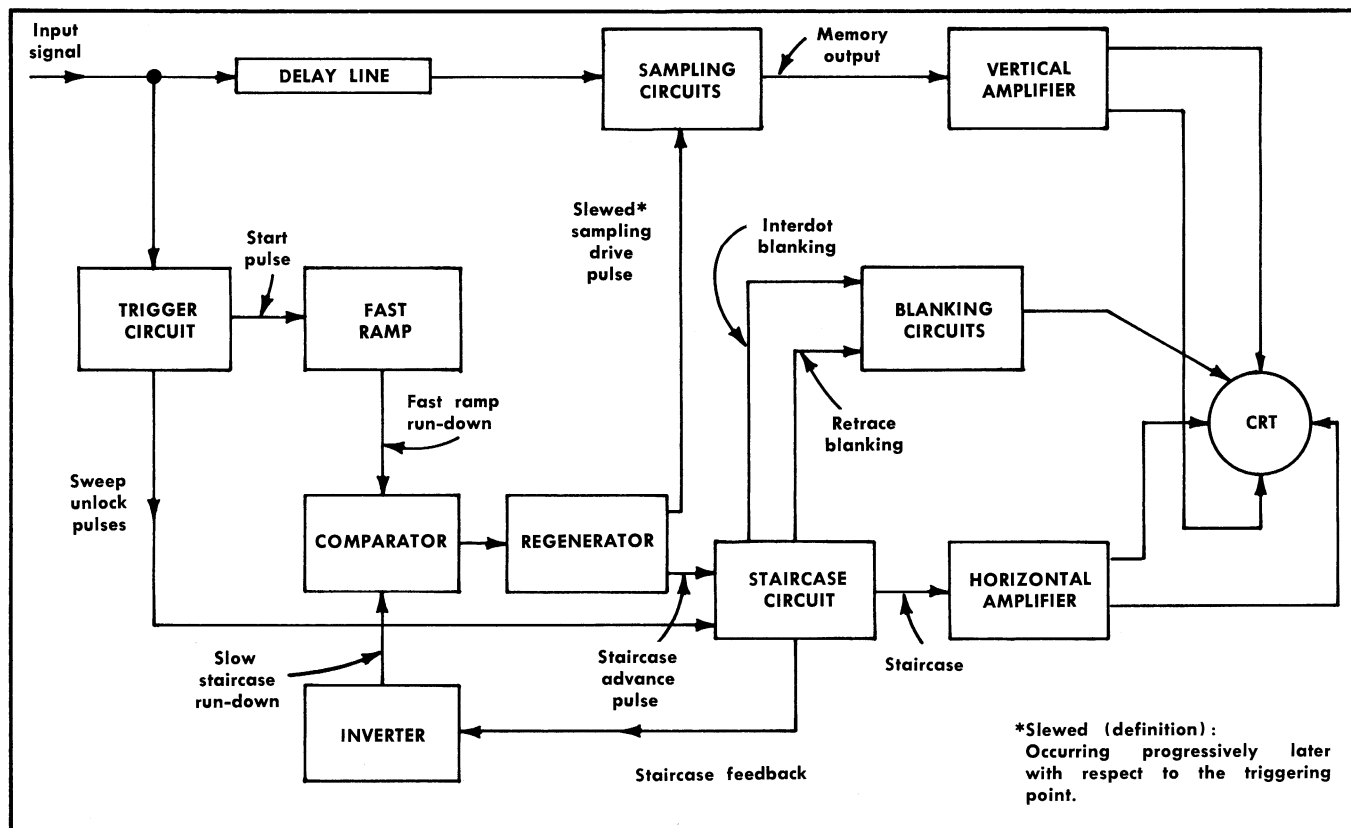 Input
signal
DELAY LINE
SAMPLING
CIRCUITS
Memory
output
VERTICAL
AMPLIFIER
Slewed*
sampling
drive
pulse
Interdot
blanking
Start
pulse
TRIGGER
CIRCUIT
FAST
RAMP
BLANKING
CIRCUITS
Fast ramp
run-down
Retrace
blanking
CRT
Sweep
unlock
pulses
COMPARATOR
REGENERATOR
STAIRCASE
CIRCUIT
HORIZONTAL
AMPLIFIER
Slow
staircase
run-down
Staircase
advance
pulse
Staircase
INVERTER
Staircase feedback
*Slewed (definition):
Occurring progressively later
with respect to the triggering
point.